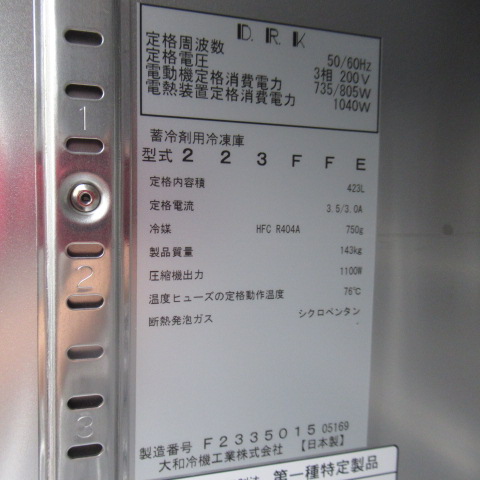 D.R.K
定格周波数 50/60Hz
定格電圧 3相 200V
電動機定格消費電力 735/805W
電熱装置定格消費電力 1040W
蓄冷剤用冷凍庫
型式 223FFE
定格内容積 423L
定格電流 3.5/3.0A
冷媒 HFC R404A 750g
製品質量 143kg
圧縮機出力 1100W
温度ヒューズの定格動作温度 76℃
断熱発泡ガス シクロペンタン
製造番号 F2335015 05169
大和冷機工業株式会社 【日本製】
第一種特定製品
1
2
3